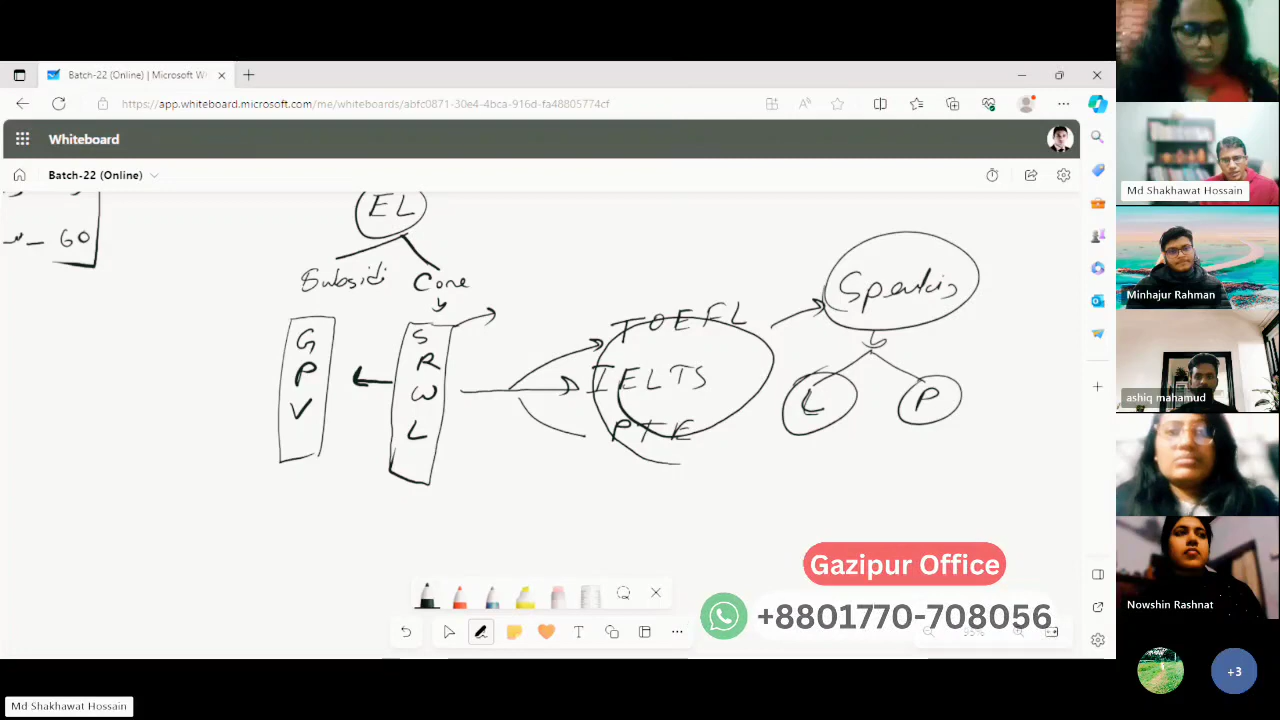 Batch-22 (Online) | Microsoft W
https://app.whiteboard.microsoft.com/me/whiteboards/abfc0871-30e4-4bca-916d-fa48805774cf
Whiteboard
Batch-22 (Online)
60
EL
Subsidi
Core
G
P
V
S
R
W
L
TOEFL
IELTS
PTE
Speaking
L
P
Gazipur Office
+8801770-708056
95%
Md Shakhawat Hossain
Minhajur Rahman
ashiq mahamud
Nowshin Rashnat
+3
Md Shakhawat Hossain